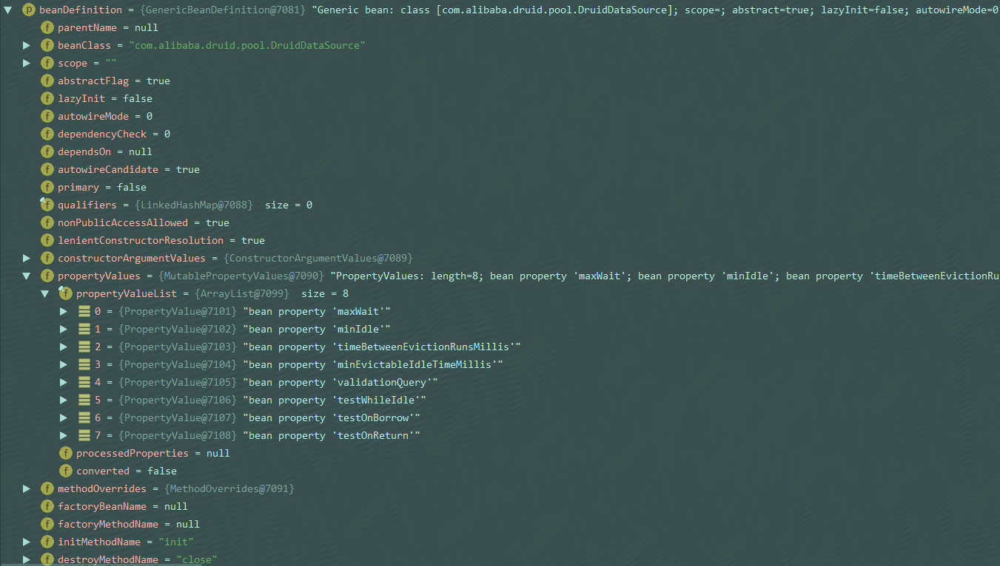 p beanDefinition = {GenericBeanDefinition@7081} "Generic bean: class [com.alibaba.druid.pool.DruidDataSource]; scope=; abstract=true; lazyInit=false; autowireMode=0
f parentName = null
f beanClass = "com.alibaba.druid.pool.DruidDataSource"
f scope = ""
f abstractFlag = true
f lazyInit = false
f autowireMode = 0
f dependencyCheck = 0
f dependsOn = null
f autowireCandidate = true
f primary = false
f qualifiers = {LinkedHashMap@7088} size = 0
f nonPublicAccessAllowed = true
f lenientConstructorResolution = true
f constructorArgumentValues = {ConstructorArgumentValues@7089}
f propertyValues = {MutablePropertyValues@7090} "PropertyValues: length=8; bean property 'maxWait'; bean property 'minIdle'; bean property 'timeBetweenEvictionRu
f propertyValueList = {ArrayList@7099} size = 8
0 = {PropertyValue@7101} "bean property 'maxWait'"
1 = {PropertyValue@7102} "bean property 'minIdle'"
2 = {PropertyValue@7103} "bean property 'timeBetweenEvictionRunsMillis'"
3 = {PropertyValue@7104} "bean property 'minEvictableIdleTimeMillis'"
4 = {PropertyValue@7105} "bean property 'validationQuery'"
5 = {PropertyValue@7106} "bean property 'testWhileIdle'"
6 = {PropertyValue@7107} "bean property 'testOnBorrow'"
7 = {PropertyValue@7108} "bean property 'testOnReturn'"
f processedProperties = null
f converted = false
f methodOverrides = {MethodOverrides@7091}
f factoryBeanName = null
f factoryMethodName = null
f initMethodName = "init"
f destroyMethodName = "close"